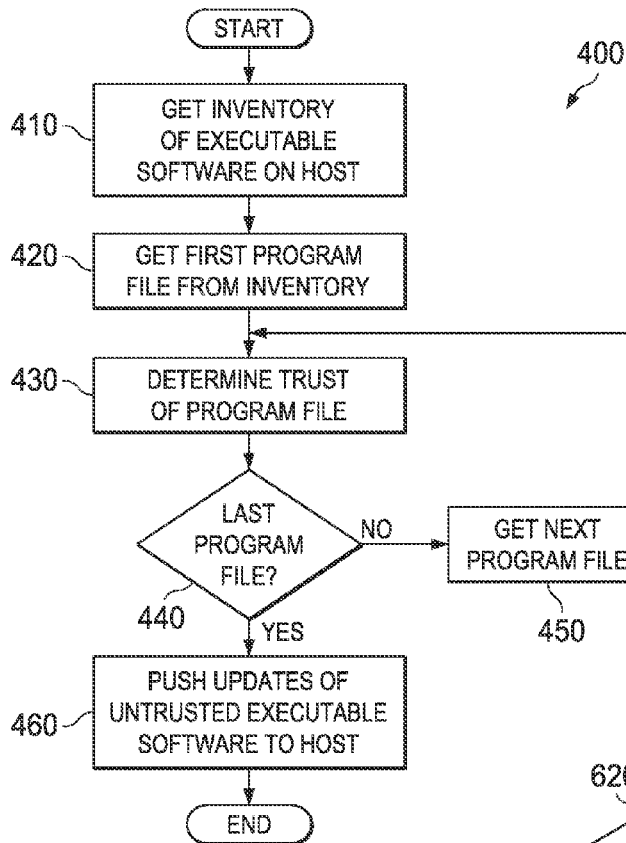 START
400
410
GET INVENTORY
OF EXECUTABLE
SOFTWARE ON HOST
420
GET FIRST PROGRAM
FILE FROM INVENTORY
430
DETERMINE TRUST
OF PROGRAM FILE
LAST
PROGRAM
FILE?
NO
GET NEXT
PROGRAM FILE
440
450
YES
460
PUSH UPDATES OF
UNTRUSTED EXECUTABLE
SOFTWARE TO HOST
END